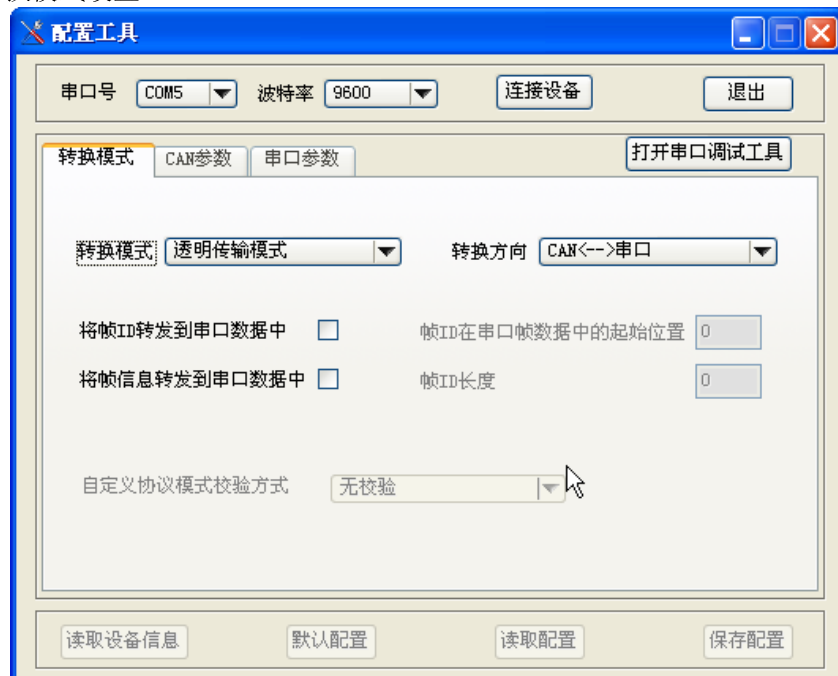 配置工具
串口号 COM5 波特率 9600 连接设备 退出
打开串口调试工具
转换模式 CAN参数 串口参数
转换模式 透明传输模式 转换方向 CAN<-->串口
将帧ID转发到串口数据中 帧ID在串口帧数据中的起始位置 0
将帧信息转发到串口数据中 帧ID长度 0
自定义协议模式校验方式 无校验
读取设备信息 默认配置 读取配置 保存配置